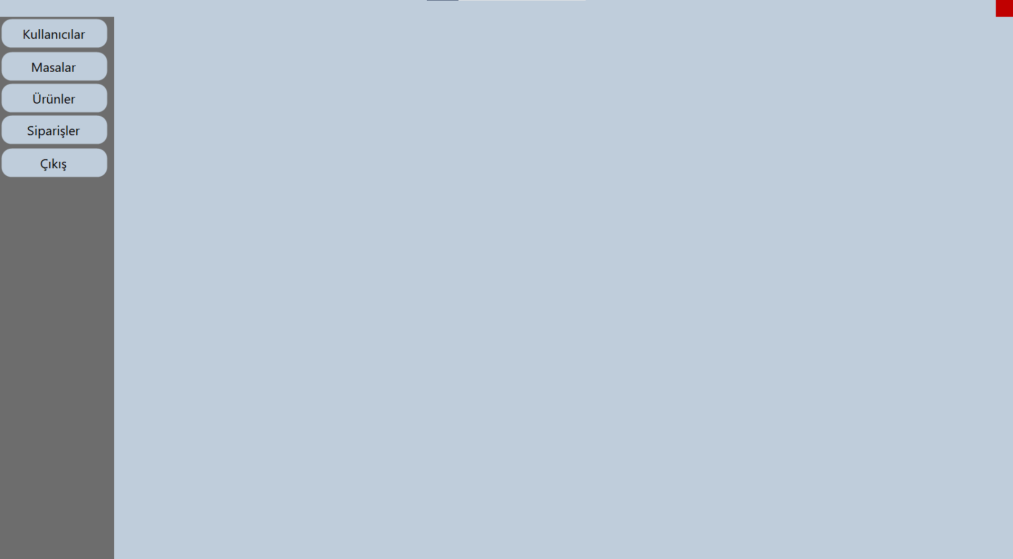 Kullanıcılar
Masalar
Ürünler
Siparişler
Çıkış